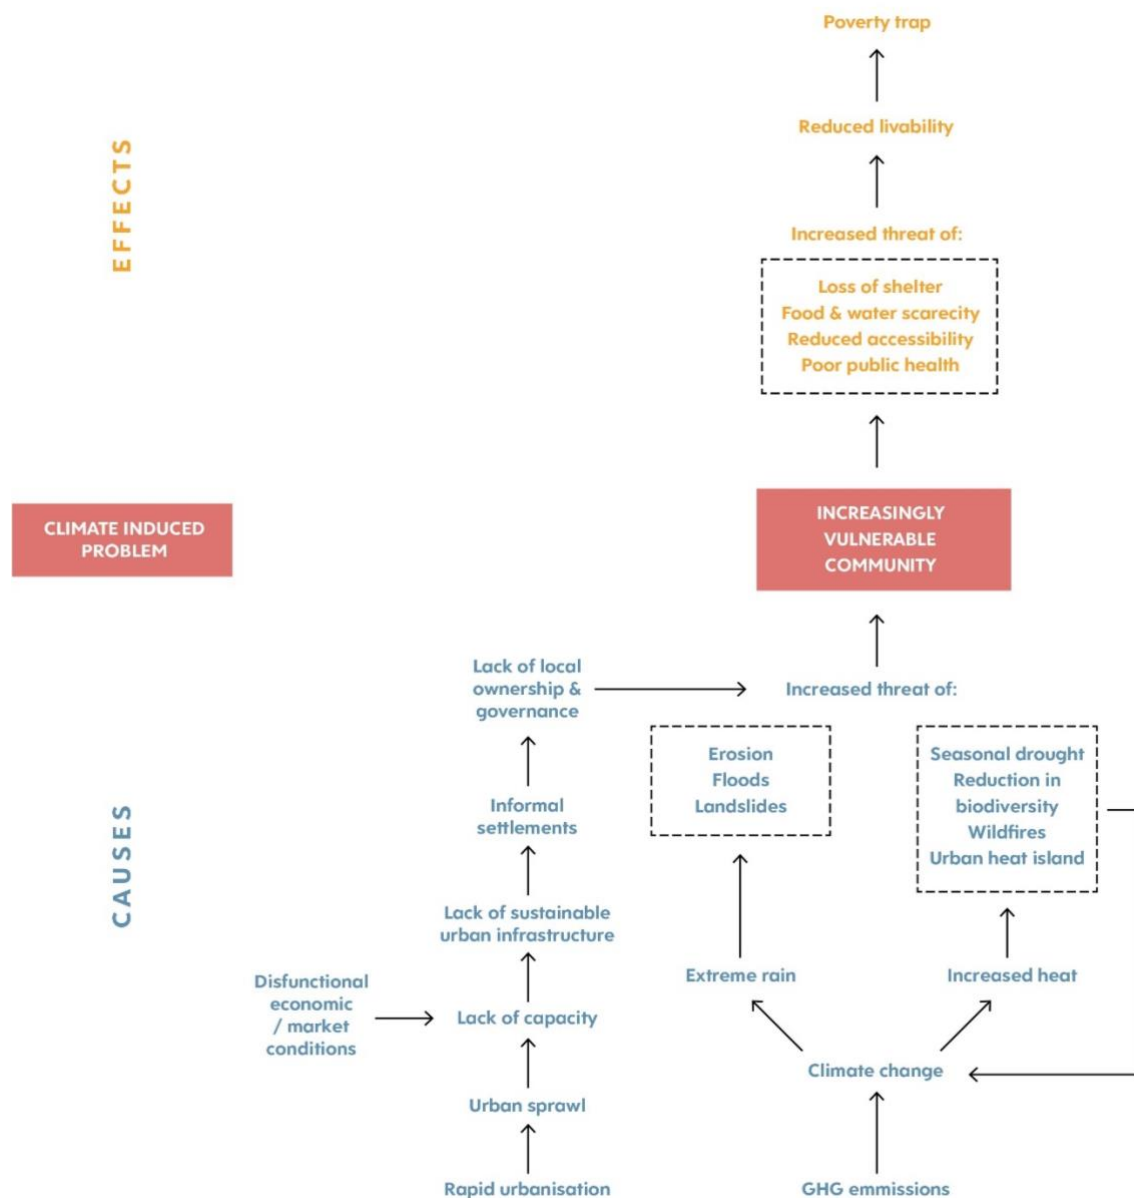 Poverty trap
Reduced livability
EFFECTS
Increased threat of:
Loss of shelter
Food & water scarecity
Reduced accessibility
Poor public health
CLIMATE INDUCED
PROBLEM
INCREASINGLY
VULNERABLE
COMMUNITY
CAUSES
Lack of local
ownership &
governance
Increased threat of:
Erosion
Floods
Landslides
Seasonal drought
Reduction in
biodiversity
Wildfires
Urban heat island
Informal
settlements
Lack of sustainable
urban infrastructure
Extreme rain
Increased heat
Disfunctional
economic
/ market
conditions
Lack of capacity
Climate change
Urban sprawl
Rapid urbanisation
GHG emmissions